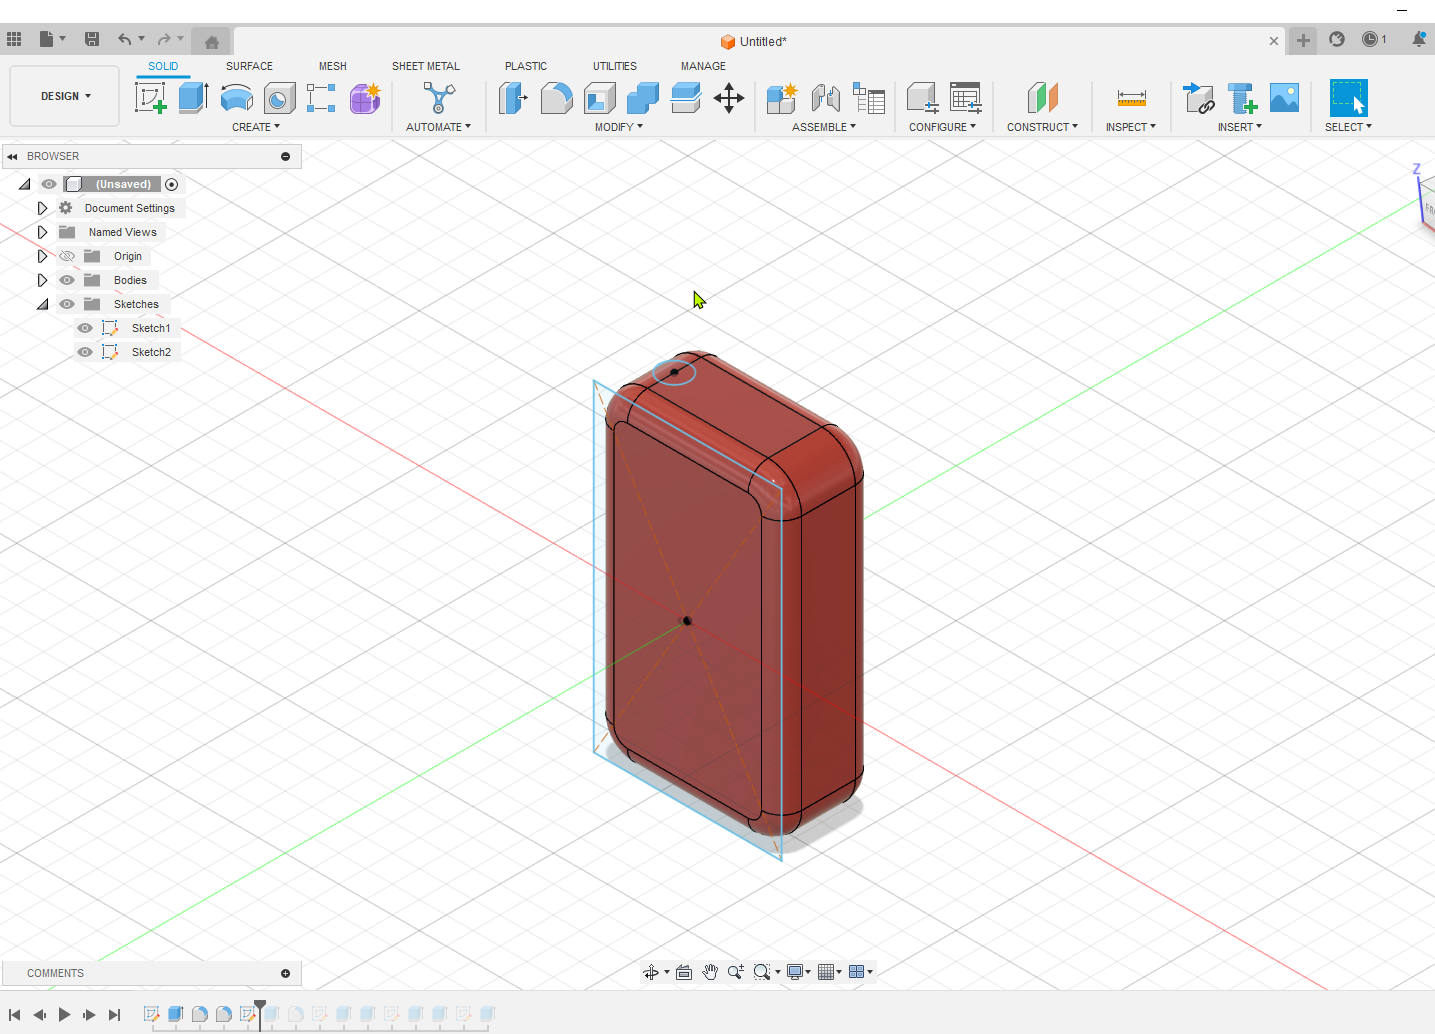 Untitled*
1
SOLID
SURFACE
MESH
SHEET METAL
PLASTIC
UTILITIES
MANAGE
DESIGN
CREATE
AUTOMATE
MODIFY
ASSEMBLE
CONFIGURE
CONSTRUCT
INSPECT
INSERT
SELECT
BROWSER
(Unsaved)
Document Settings
Named Views
Origin
Bodies
Sketches
Sketch1
Sketch2
Z
COMMENTS